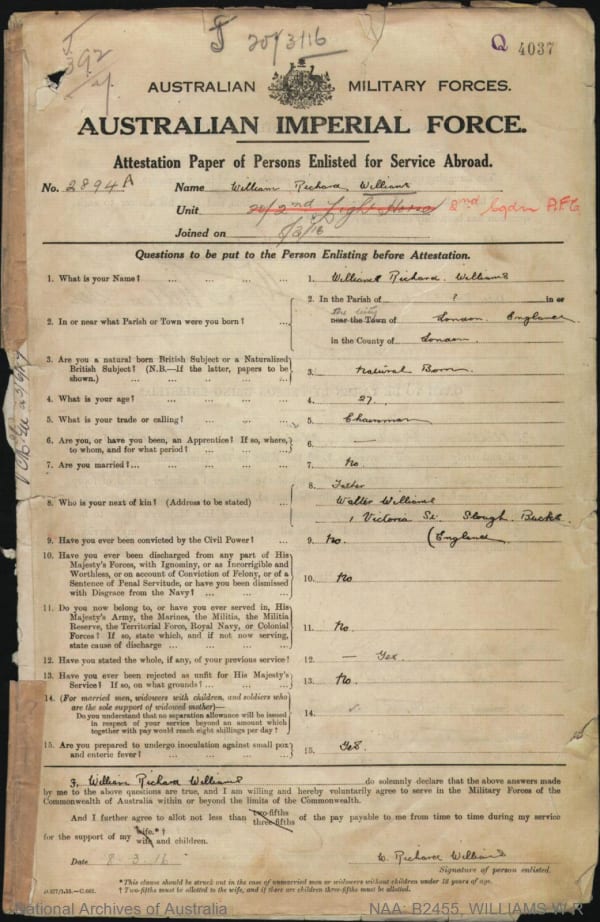 J 20/3/16
Q 4037
392
AUSTRALIAN MILITARY FORCES.
AUSTRALIAN IMPERIAL FORCE.
Attestation Paper of Persons Enlisted for Service Abroad.
No. 2894A Name William Richard Williams
Unit 20/2nd Light Horse 2nd Sqdn A.F.C.
Joined on 8/3/16
Questions to be put to the Person Enlisting before Attestation.
1. What is your Name? ... ... ... ... 1. William Richard Williams
2. In or near what Parish or Town were you born? ... 2. In the Parish of ? in or
the city near the Town of London England
in the County of London.
3. Are you a natural born British Subject or a Naturalized British Subject? (N.B.—If the latter, papers to be shown.) ... ... ... ... ... 3. Natural Born.
4. What is your age? ... ... ... ... 4. 27.
5. What is your trade or calling? ... ... ... 5.
6. Are you, or have you been, an Apprentice? If so, where, to whom, and for what period? ... ... ... 6. —
7. Are you married? ... ... ... ... 7. No.
8. Who is your next of kin? (Address to be stated) ... 8. Father
Walter Williams
1 Victoria St. Slough. Bucks.
(England
9. Have you ever been convicted by the Civil Power? ... 9. No.
10. Have you ever been discharged from any part of His Majesty's Forces, with Ignominy, or as Incorrigible and Worthless, or on account of Conviction of Felony, or of a Sentence of Penal Servitude, or have you been dismissed with Disgrace from the Navy? ... ... ... 10. No
11. Do you now belong to, or have you ever served in, His Majesty's Army, the Marines, the Militia, the Militia Reserve, the Territorial Force, Royal Navy, or Colonial Forces? If so, state which, and if not now serving, state cause of discharge ... ... ... 11. No.
12. Have you stated the whole, if any, of your previous service? 12. — Yes.
13. Have you ever been rejected as unfit for His Majesty's Service? If so, on what grounds? ... ... ... 13. No.
14. (For married men, widowers with children, and soldiers who are the sole support of widowed mother)—
Do you understand that no separation allowance will be issued in respect of your service beyond an amount which together with pay would reach eight shillings per day? 14.
15. Are you prepared to undergo inoculation against small pox and enteric fever? ... ... ... ... 15. Yes.
I, William Richard Williams do solemnly declare that the above answers made
by me to the above questions are true, and I am willing and hereby voluntarily agree to serve in the Military Forces of the
Commonwealth of Australia within or beyond the limits of the Commonwealth.
And I further agree to allot not less than two-fifths three-fifths of the pay payable to me from time to time during my service
for the support of my wife.*† wife and children.
Date 8.3.16 W. Richard Williams
Signature of person enlisted.
*This clause should be struck out in the case of unmarried men or widowers without children under 18 years of age.
† Two-fifths must be allotted to the wife, and if there are children three-fifths must be allotted.
National Archives of Australia NAA: B2455, WILLIAMS W R